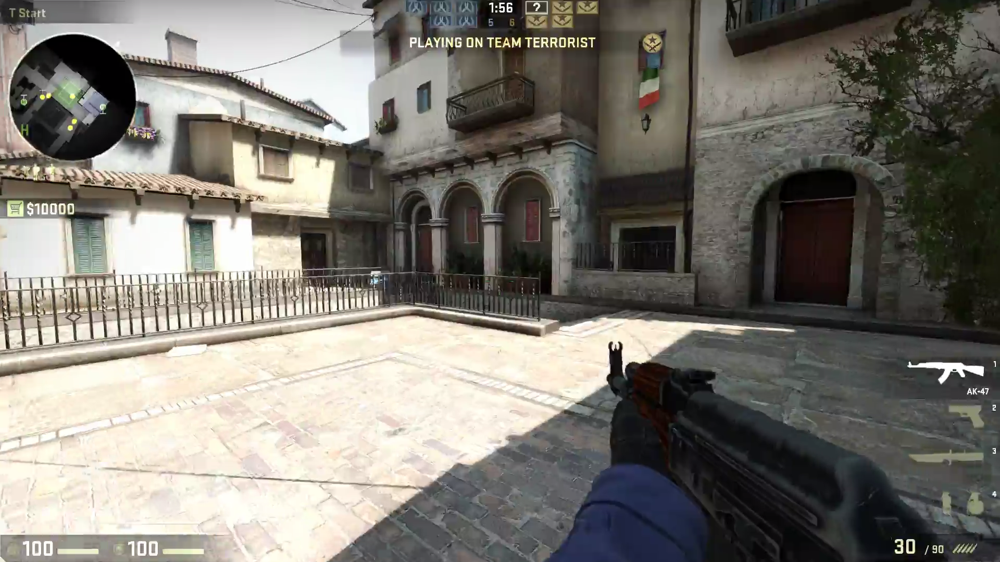 T Start
1:56
?
5 6
PLAYING ON TEAM TERRORIST
H
$10000
1
AK-47
2
3
4
100
100
30 / 90